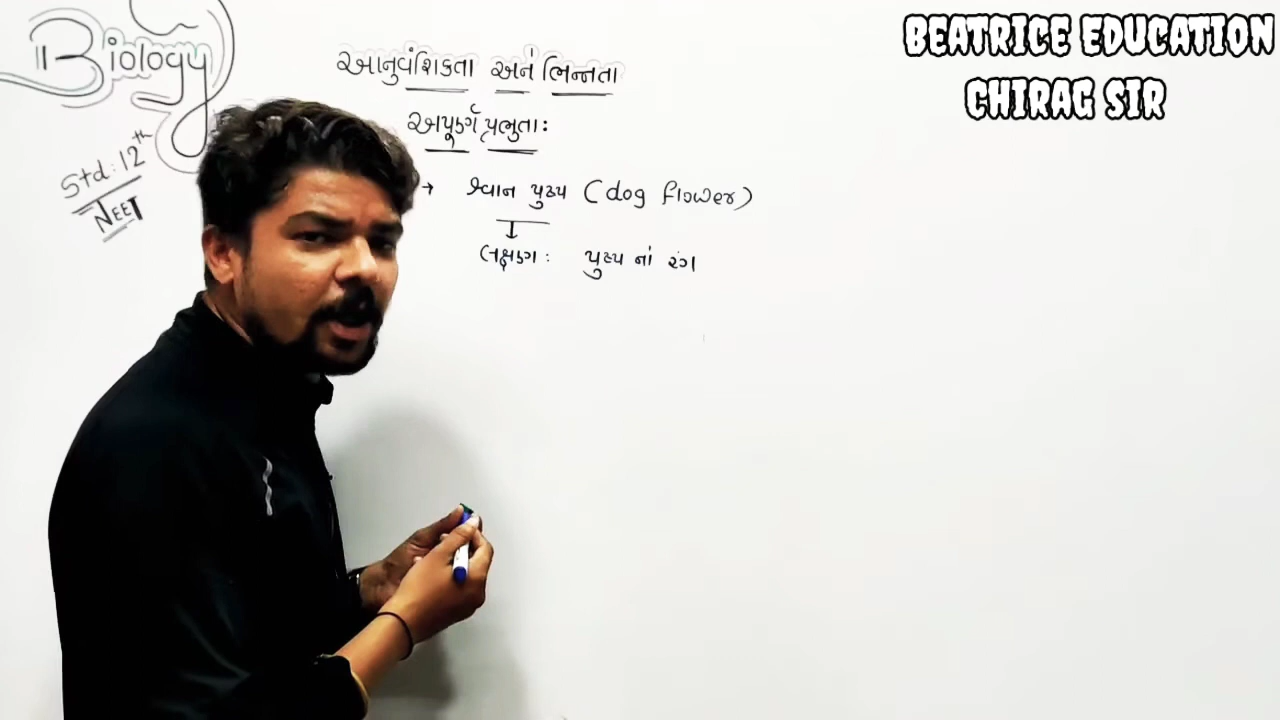 Biology
Std: 12th
NEET
BEATRICE EDUCATION
CHIRAG SIR
આનુવંશિકતા અને ભિન્નતા
અપૂર્ણ પ્રભુતા:
→ શ્વાન પુષ્પ (dog flower)
લક્ષણ: પુષ્પ નાં રંગ